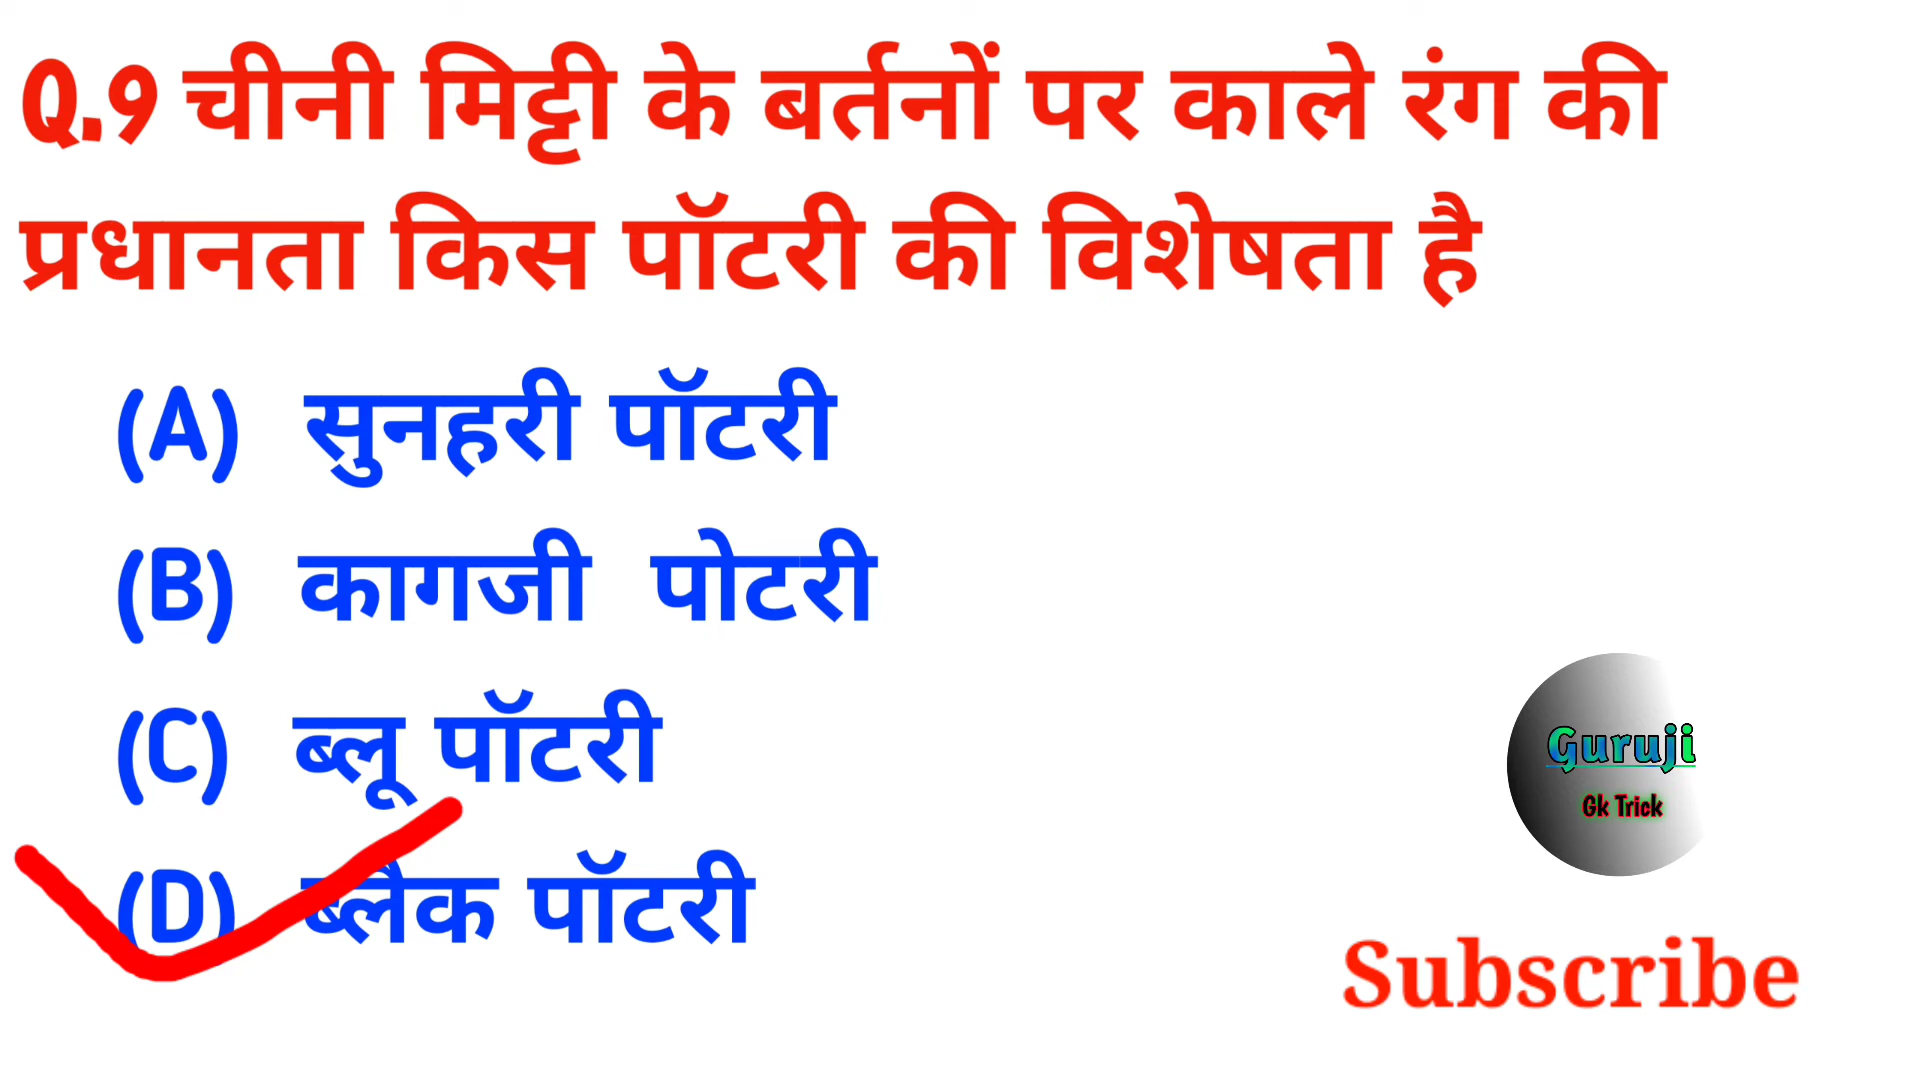 Q.9 चीनी मिट्टी के बर्तनों पर काले रंग की
प्रधानता किस पॉटरी की विशेषता है
(A) सुनहरी पॉटरी
(B) कागजी पोटरी
(C) ब्लू पॉटरी
(D) ब्लैक पॉटरी
Guruji
Gk Trick
Subscribe